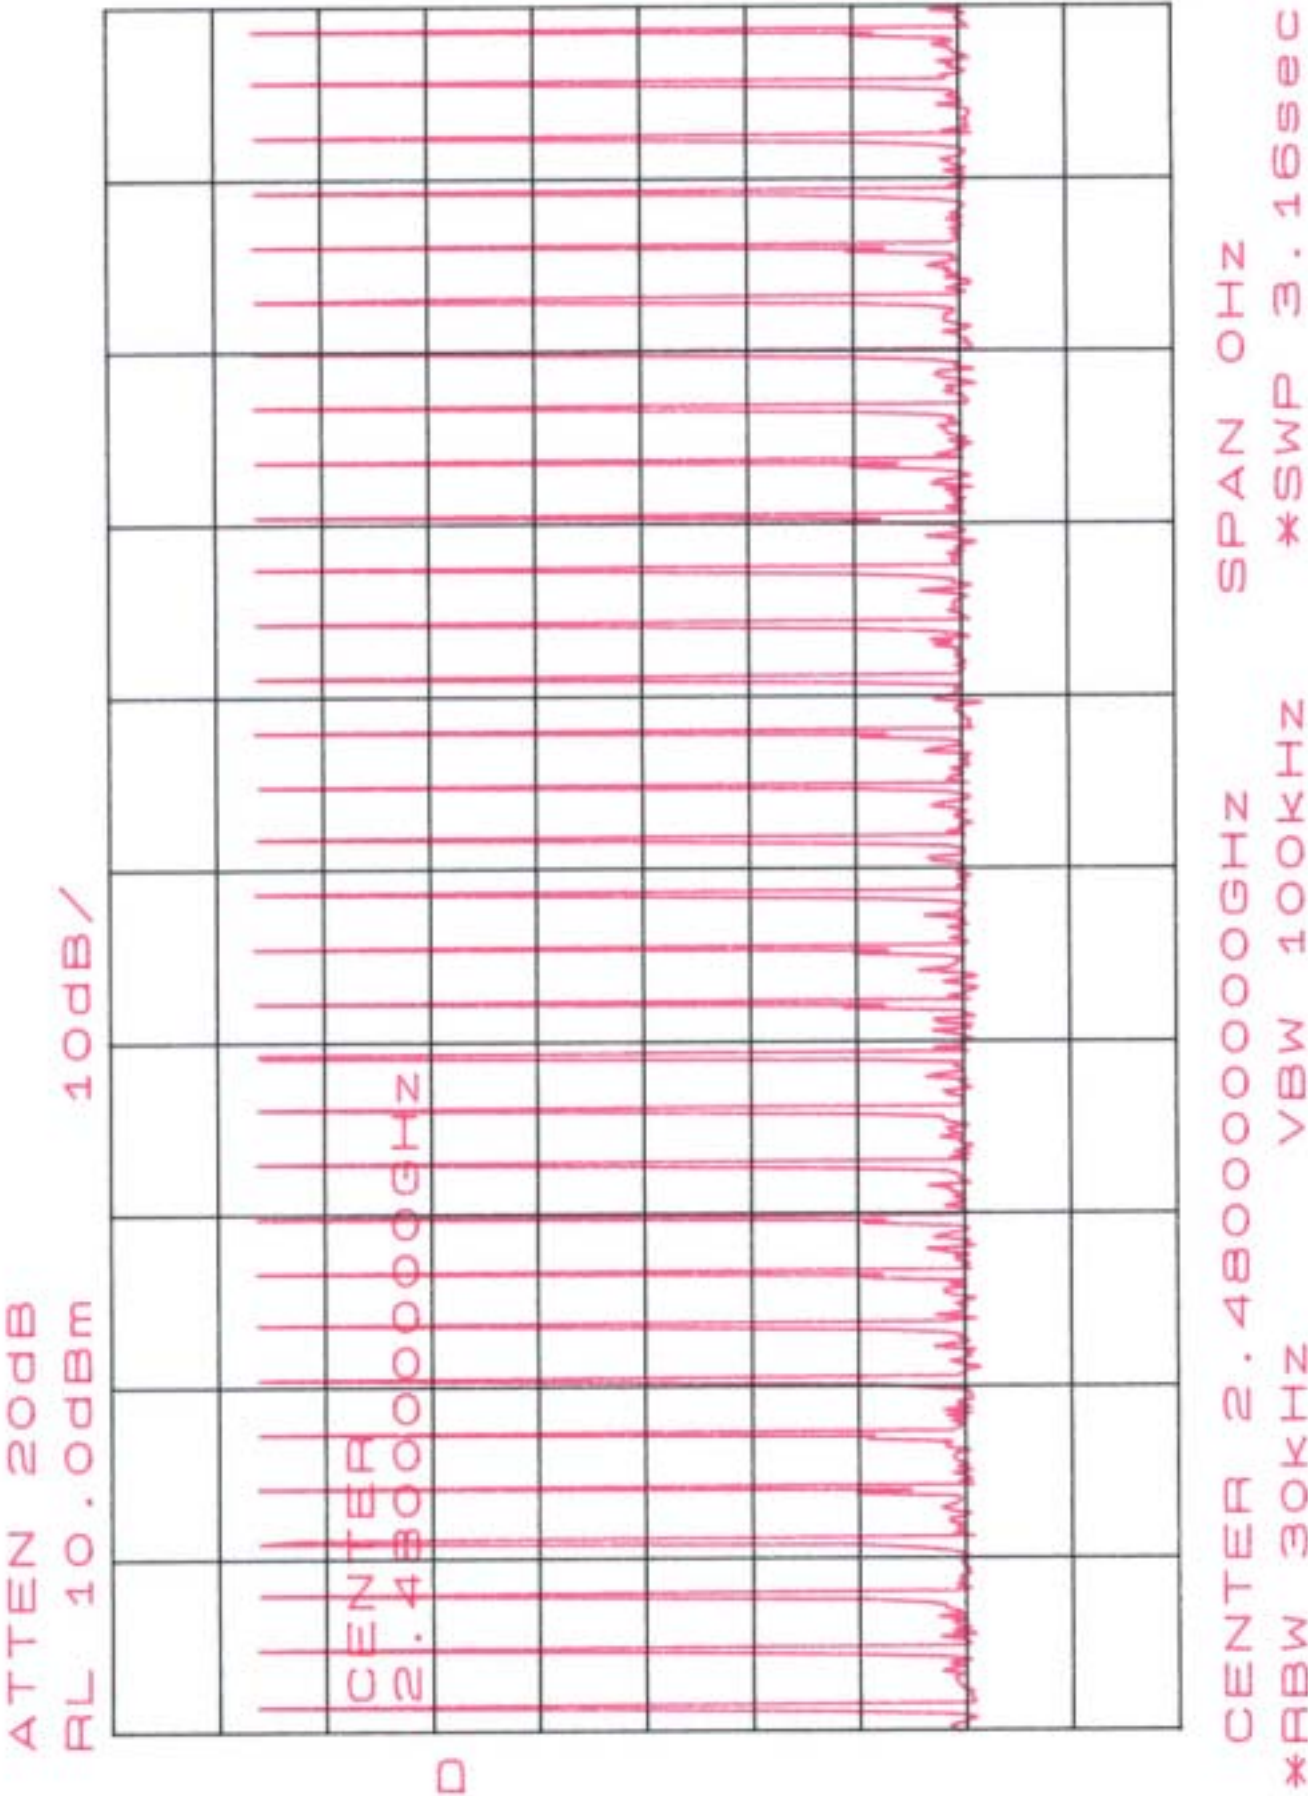 ATTEN 20dB
RL 10.0dBm 10dB/
CENTER
2.480000000GHz
D
CENTER 2.480000000GHz SPAN 0Hz
*RBW 30kHz VBW 100kHz *SWP 3.16sec